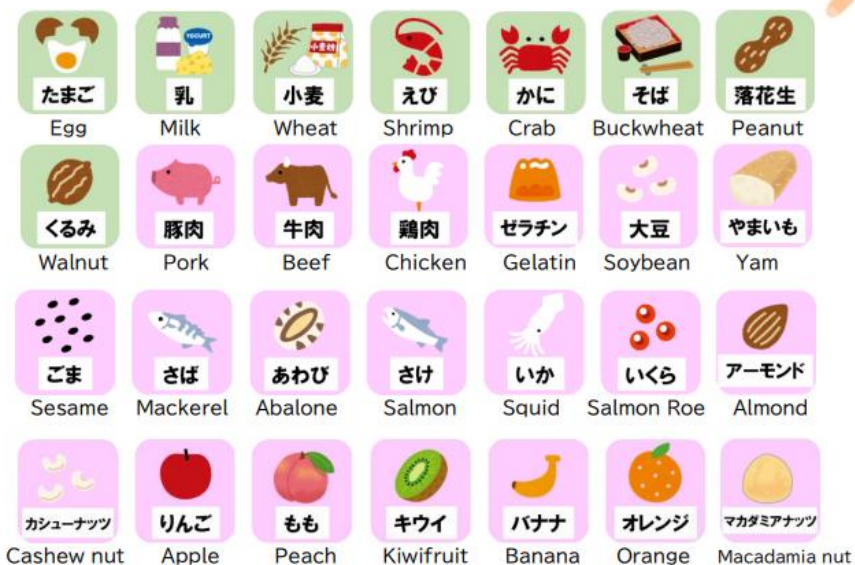 YOGURT
小麦粉
たまご 乳 小麦 えび かに そば 落花生
Egg Milk Wheat Shrimp Crab Buckwheat Peanut
くるみ 豚肉 牛肉 鶏肉 ゼラチン 大豆 やまいも
Walnut Pork Beef Chicken Gelatin Soybean Yam
ごま さば あわび さけ いか いくら アーモンド
Sesame Mackerel Abalone Salmon Squid Salmon Roe Almond
カシューナッツ りんご もも キウイ バナナ オレンジ マカダミアナッツ
Cashew nut Apple Peach Kiwifruit Banana Orange Macadamia nut